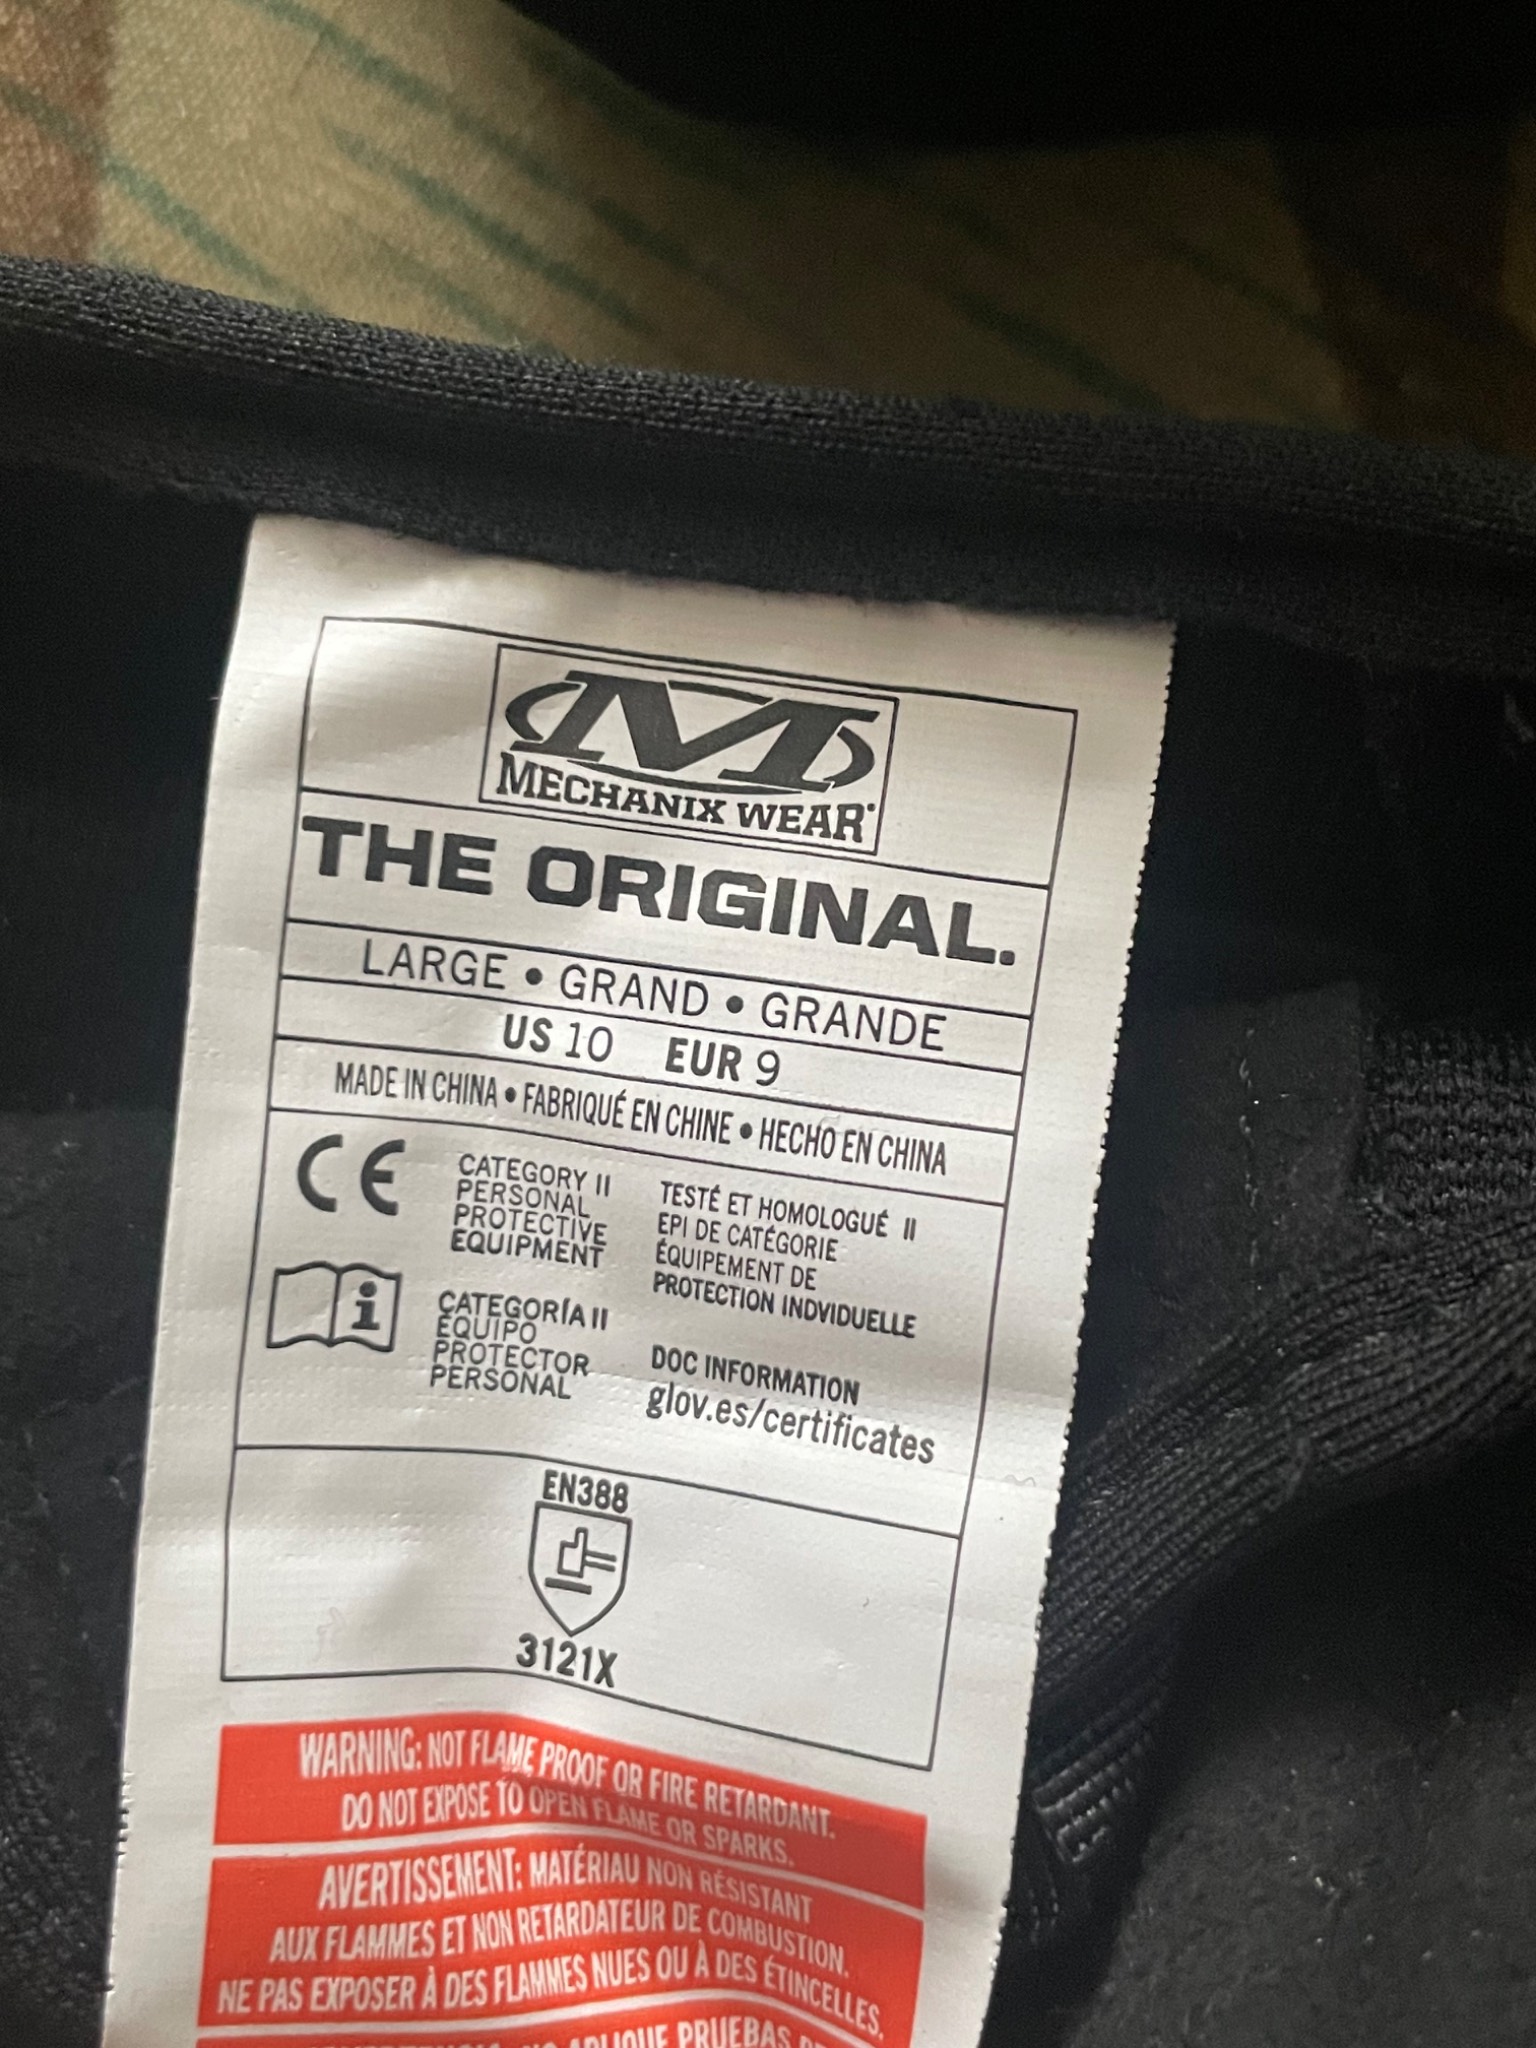 MECHANIX WEAR®
THE ORIGINAL.
LARGE • GRAND • GRANDE
US 10 EUR 9
MADE IN CHINA • FABRIQUÉ EN CHINE • HECHO EN CHINA
CE
CATEGORY II
PERSONAL
PROTECTIVE
EQUIPMENT
TESTÉ ET HOMOLOGUÉ II
EPI DE CATÉGORIE
ÉQUIPEMENT DE
PROTECTION INDVIDUELLE
i
CATEGORÍA II
EQUIPO
PROTECTOR
PERSONAL
DOC INFORMATION
glov.es/certificates
EN388
3121X
WARNING: NOT FLAME PROOF OR FIRE RETARDANT.
DO NOT EXPOSE TO OPEN FLAME OR SPARKS.
AVERTISSEMENT: MATÉRIAU NON RÉSISTANT
AUX FLAMMES ET NON RETARDATEUR DE COMBUSTION.
NE PAS EXPOSER À DES FLAMMES NUES OU À DES ÉTINCELLES.
PRUEBAS